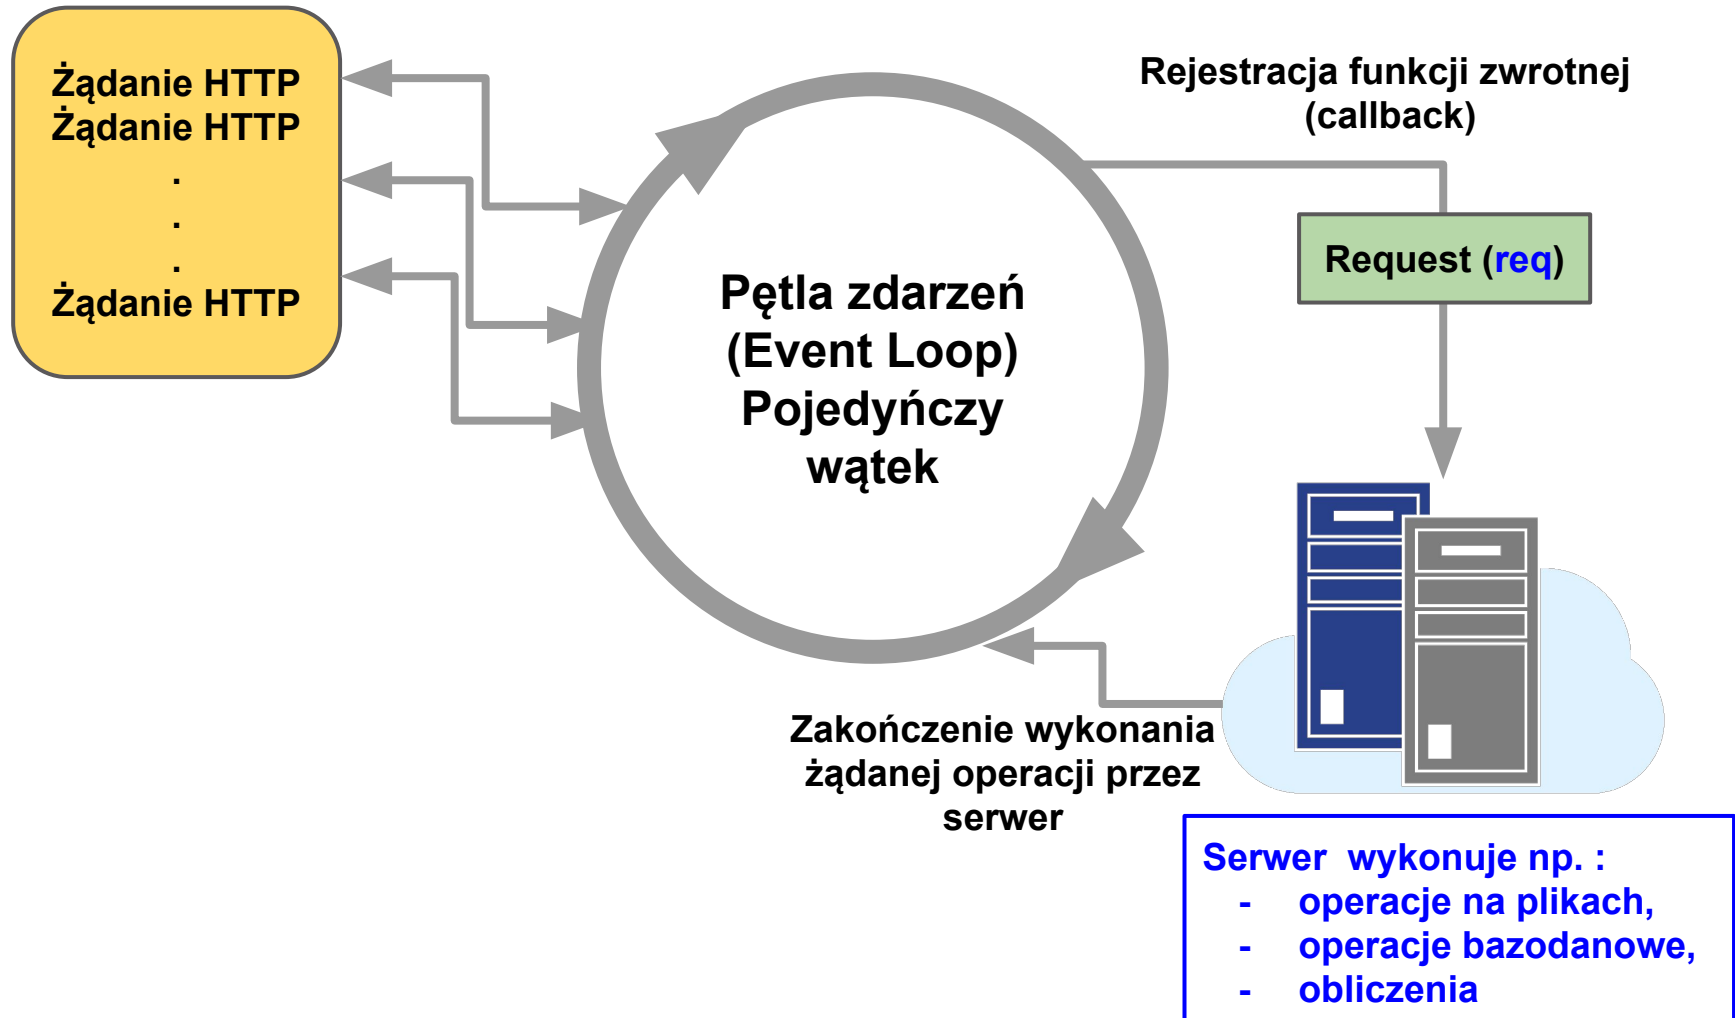 Żądanie HTTP
Żądanie HTTP
.
.
.
Żądanie HTTP
Rejestracja funkcji zwrotnej
(callback)
Request (req)
Pętla zdarzeń
(Event Loop)
Pojedyńczy
wątek
Zakończenie wykonania
żądanej operacji przez
serwer
Serwer wykonuje np. :
- operacje na plikach,
- operacje bazodanowe,
- obliczenia